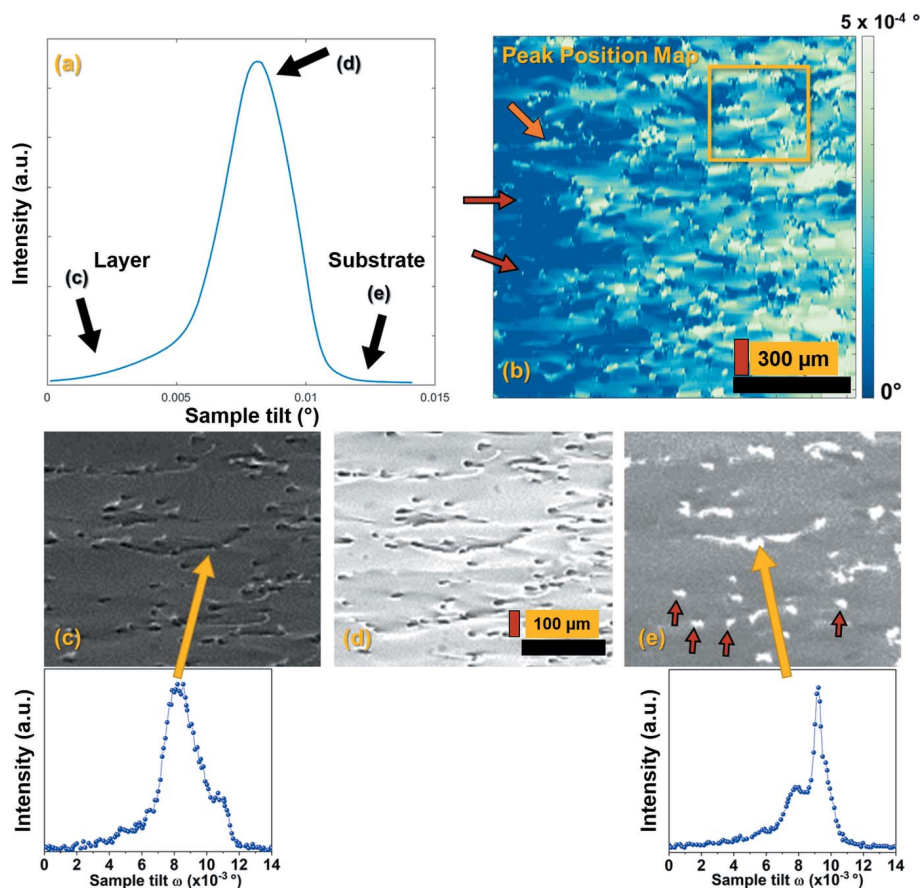 (a)
(d)
Layer
(c)
Substrate
(e)
Intensity (a.u.)
0
0.005
0.010
0.015
Sample tilt (°)
5 x 10⁻⁴ °
Peak Position Map
(b)
300 µm
0°
(c)
(d)
100 µm
(e)
Intensity (a.u.)
0 2 4 6 8 10 12 14
Sample tilt ω (x10⁻³ °)
Intensity (a.u.)
0 2 4 6 8 10 12 14
Sample tilt ω (x10⁻³ °)